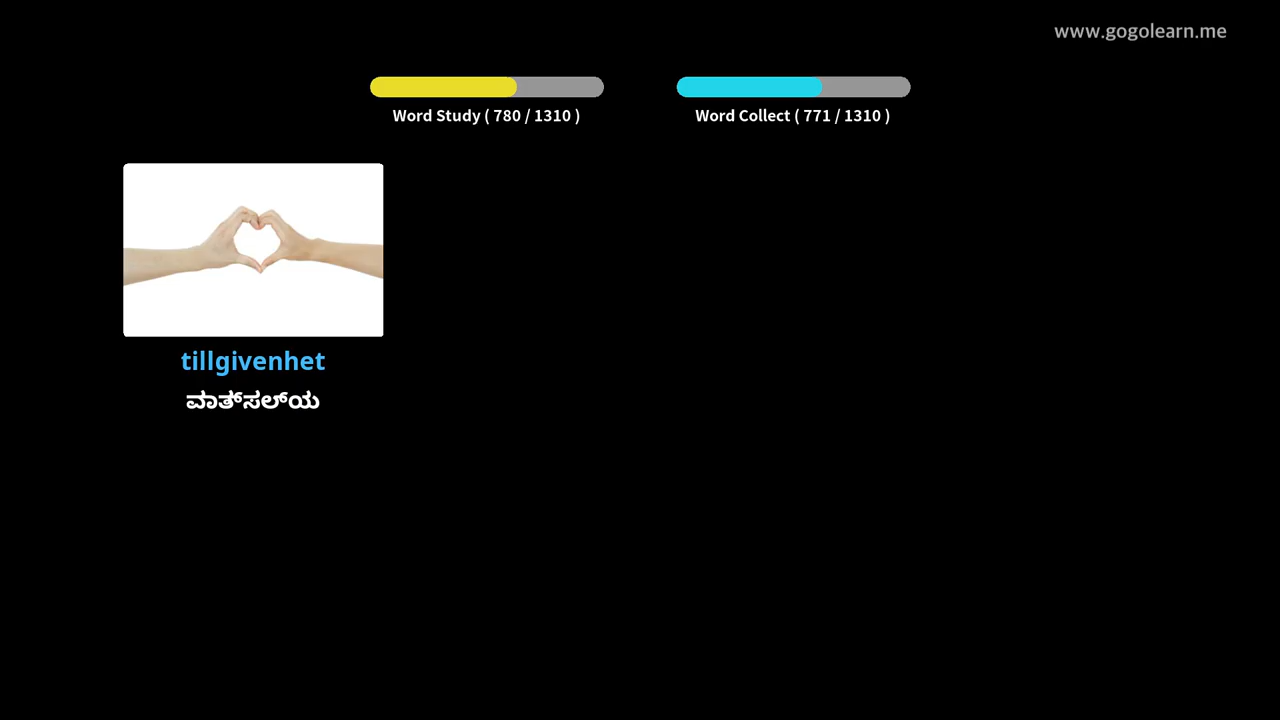 www.gogolearn.me
Word Study ( 780 / 1310 )
Word Collect ( 771 / 1310 )
tillgivenhet
ವಾತ್‌ಸಲ್‌ಯ